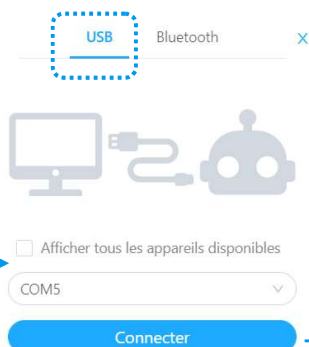 USB Bluetooth X
Afficher tous les appareils disponibles
COM5
Connecter